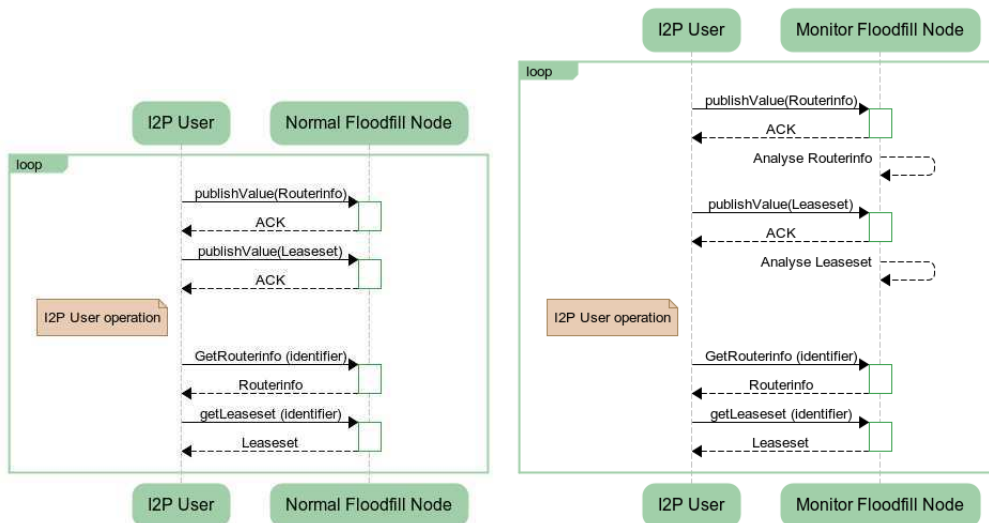 I2P User
Normal Floodfill Node
loop
publishValue(Routerinfo)
ACK
publishValue(Leaseset)
ACK
I2P User operation
GetRouterinfo (identifier)
Routerinfo
getLeaseset (identifier)
Leaseset
I2P User
Normal Floodfill Node
I2P User
Monitor Floodfill Node
loop
publishValue(Routerinfo)
ACK
Analyse Routerinfo
publishValue(Leaseset)
ACK
Analyse Leaseset
I2P User operation
GetRouterinfo (identifier)
Routerinfo
getLeaseset (identifier)
Leaseset
I2P User
Monitor Floodfill Node